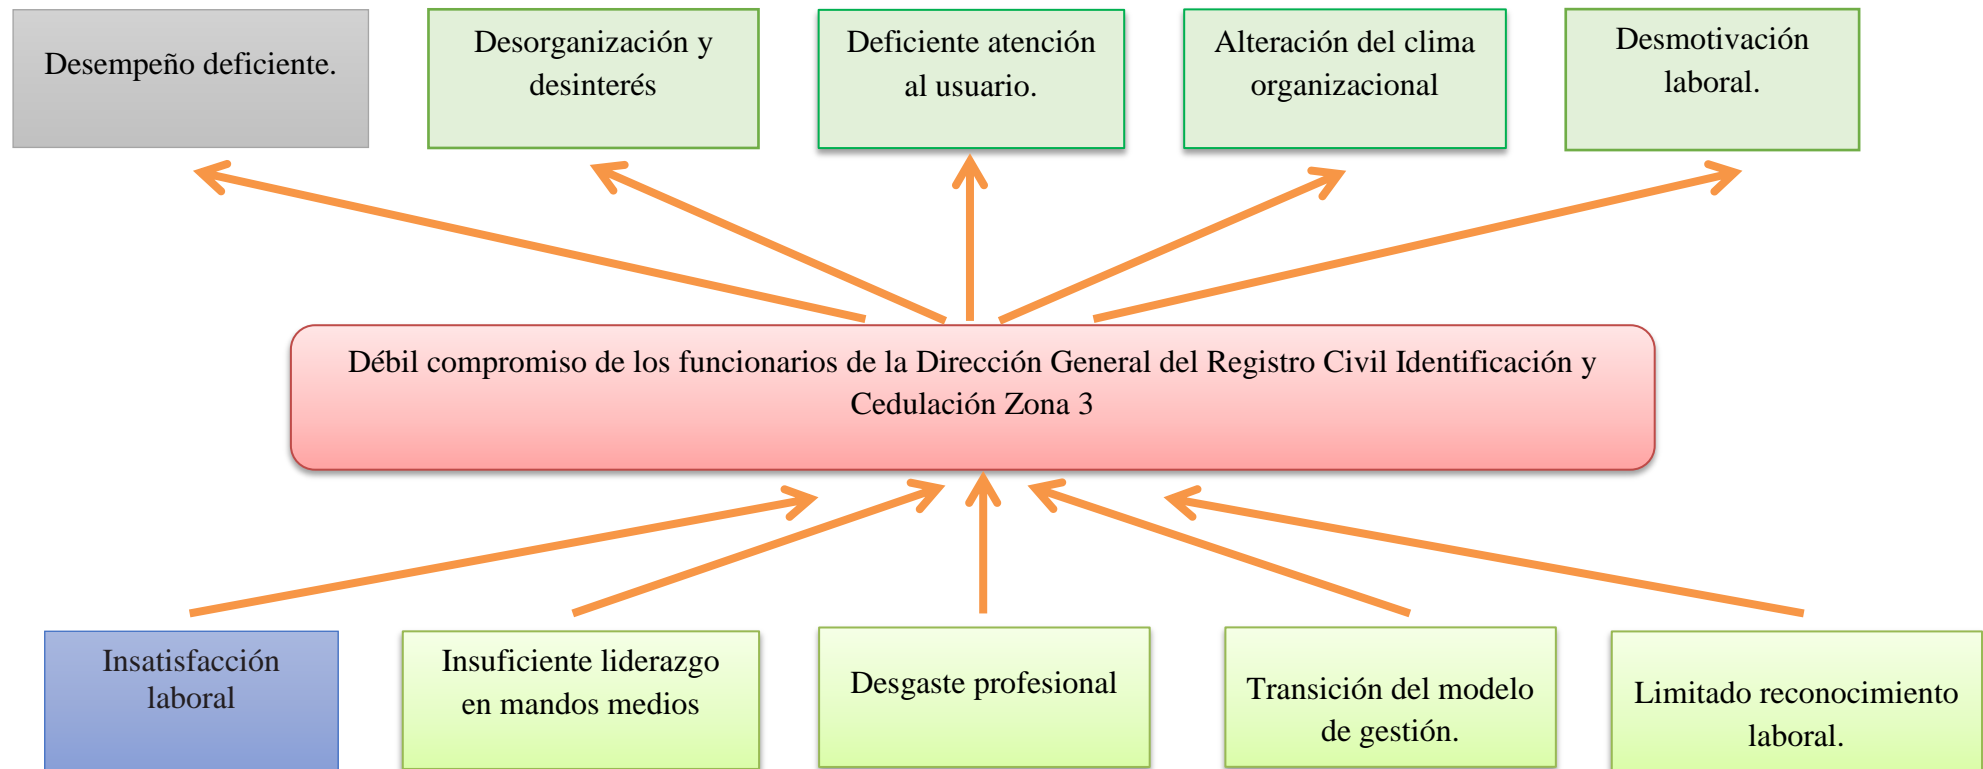 Desempeño deficiente.
Desorganización y
desinterés
Deficiente atención
al usuario.
Alteración del clima
organizacional
Desmotivación
laboral.
Débil compromiso de los funcionarios de la Dirección General del Registro Civil Identificación y
Cedulación Zona 3
Insatisfacción
laboral
Insuficiente liderazgo
en mandos medios
Desgaste profesional
Transición del modelo
de gestión.
Limitado reconocimiento
laboral.